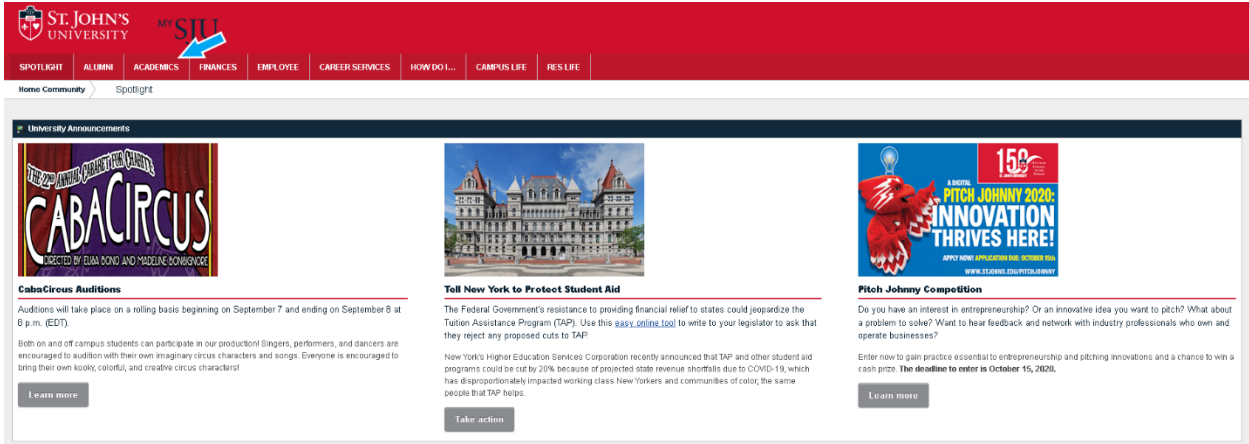 ST. JOHN'S
UNIVERSITY
MY SJU
SPOTLIGHT ALUMNI ACADEMICS FINANCES EMPLOYEE CAREER SERVICES HOW DO I... CAMPUS LIFE RES LIFE
Home Community Spotlight
University Announcements
THE 22ND ANNUAL CABARET FOR CHARITY:
CABACIRCUS
DIRECTED BY: ELISA BONO AND MADELINE BONSIGNORE
CabaCircus Auditions
Auditions will take place on a rolling basis beginning on September 7 and ending on September 8 at
8 p.m. (EDT).
Both on and off campus students can participate in our production! Singers, performers, and dancers are
encouraged to audition with their own imaginary circus characters and songs. Everyone is encouraged to
bring their own kooky, colorful, and creative circus characters!
Learn more
Tell New York to Protect Student Aid
The Federal Government's resistance to providing financial relief to states could jeopardize the
Tuition Assistance Program (TAP). Use this easy online tool to write to your legislator to ask that
they reject any proposed cuts to TAP.
New York's Higher Education Services Corporation recently announced that TAP and other student aid
programs could be cut by 20% because of projected state revenue shortfalls due to COVID-19, which
has disproportionately impacted working class New Yorkers and communities of color; the same
people that TAP helps.
Take action
150
A DIGITAL
PITCH JOHNNY 2020:
INNOVATION
THRIVES HERE!
APPLY NOW! APPLICATION DUE: OCTOBER 15th
WWW.STJOHNS.EDU/PITCHJOHNNY
Pitch Johnny Competition
Do you have an interest in entrepreneurship? Or an innovative idea you want to pitch? What about
a problem to solve? Want to hear feedback and network with industry professionals who own and
operate businesses?
Enter now to gain practice essential to entrepreneurship and pitching innovations and a chance to win a
cash prize. The deadline to enter is October 15, 2020.
Learn more